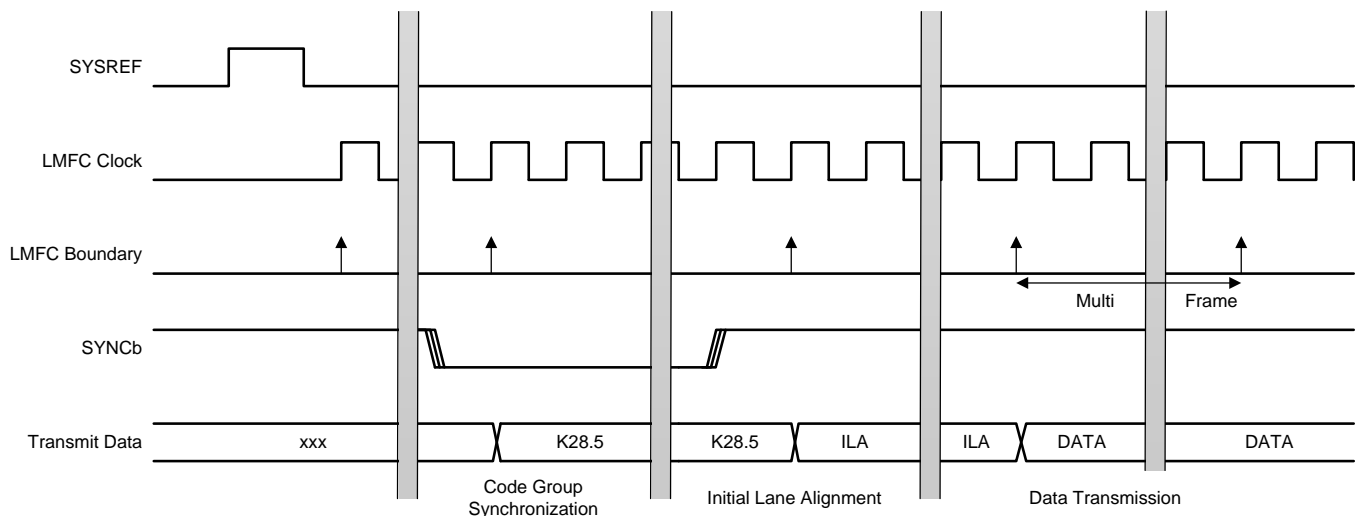 SYSREF
LMFC Clock
LMFC Boundary
Multi Frame
SYNCb
Transmit Data xxx K28.5 K28.5 ILA ILA DATA DATA
Code Group
Synchronization
Initial Lane Alignment
Data Transmission